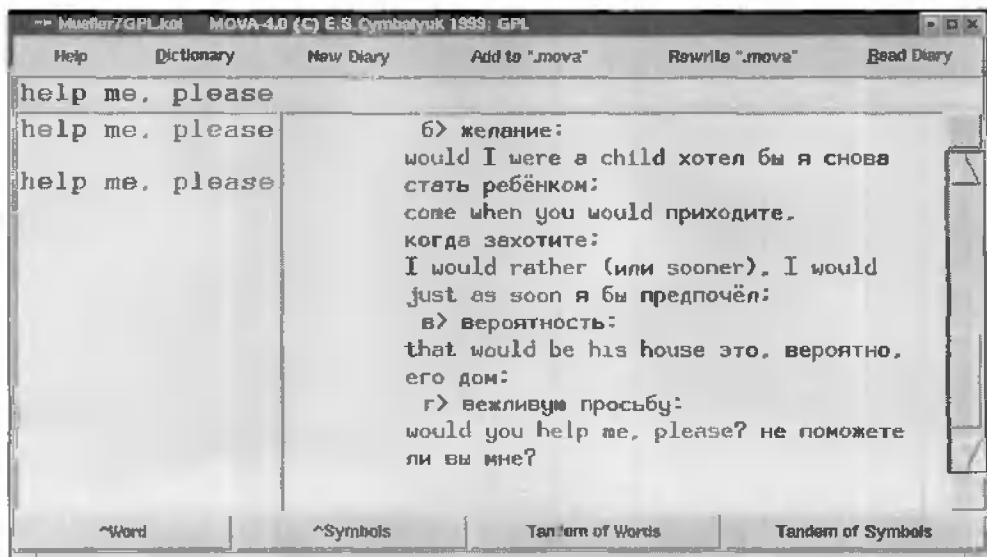 Mueller7GPL.koi MOVA-4.0 (C) E.S.Cymbalyuk 1999: GPL
Help Dictionary New Diary Add to ".mova" Rewrite ".mova" Read Diary
help me, please
help me, please
help me, please
б> желание:
would I were a child хотел бы я снова
стать ребёнком;
come when you would приходите,
когда захотите;
I would rather (или sooner), I would
just as soon я бы предпочёл;
в> вероятность:
that would be his house это, вероятно,
его дом;
г> вежливую просьбу:
would you help me, please? не поможете
ли вы мне?
^Word ^Symbols Tandem of Words Tandem of Symbols